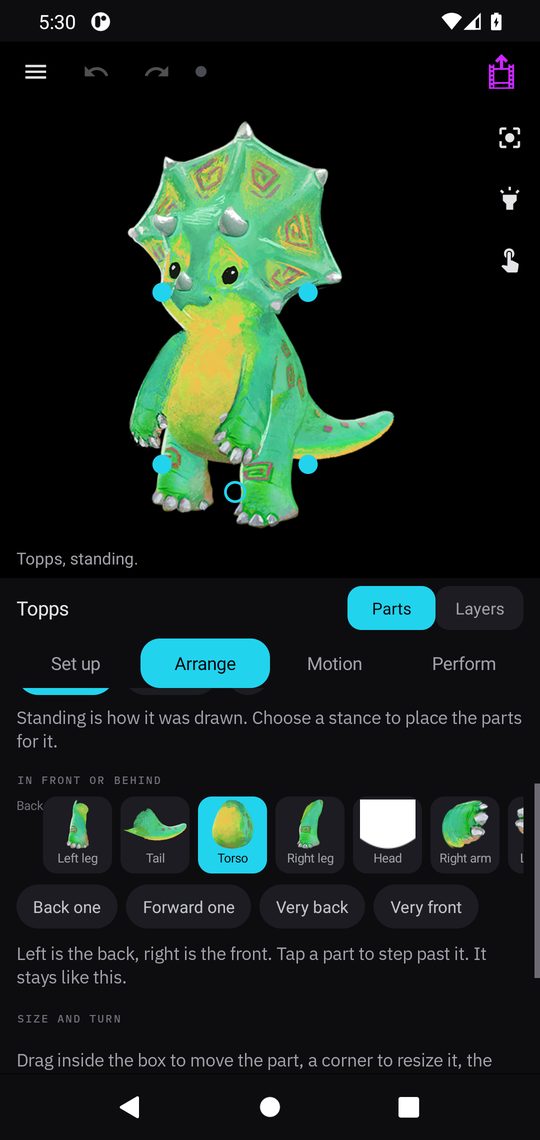 5:30
Topps, standing.
Topps
Parts
Layers
Set up
Arrange
Motion
Perform
Standing is how it was drawn. Choose a stance to place the parts
for it.
IN FRONT OR BEHIND
Back
Left leg
Tail
Torso
Right leg
Head
Right arm
Back one
Forward one
Very back
Very front
Left is the back, right is the front. Tap a part to step past it. It
stays like this.
SIZE AND TURN
Drag inside the box to move the part, a corner to resize it, the